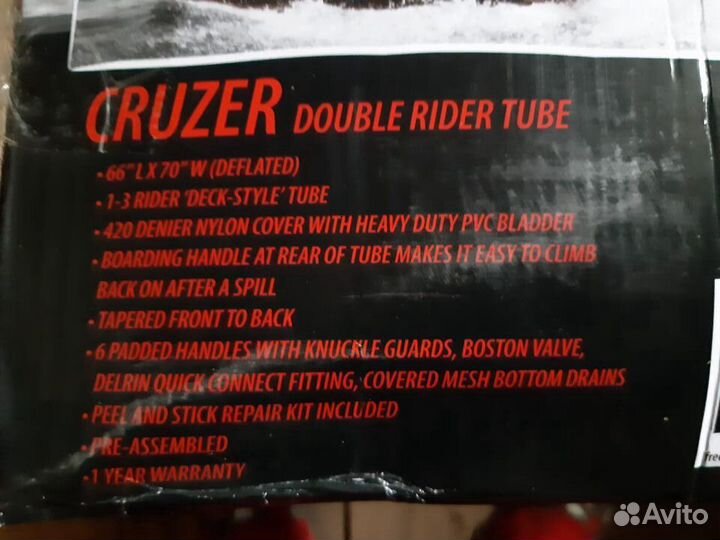 CRUZER DOUBLE RIDER TUBE
• 66" L X 70" W (DEFLATED)
• 1-3 RIDER 'DECK-STYLE' TUBE
• 420 DENIER NYLON COVER WITH HEAVY DUTY PVC BLADDER
• BOARDING HANDLE AT REAR OF TUBE MAKES IT EASY TO CLIMB
BACK ON AFTER A SPILL
• TAPERED FRONT TO BACK
• 6 PADDED HANDLES WITH KNUCKLE GUARDS, BOSTON VALVE,
DELRIN QUICK CONNECT FITTING, COVERED MESH BOTTOM DRAINS
• PEEL AND STICK REPAIR KIT INCLUDED
• PRE-ASSEMBLED
• 1 YEAR WARRANTY
Avito